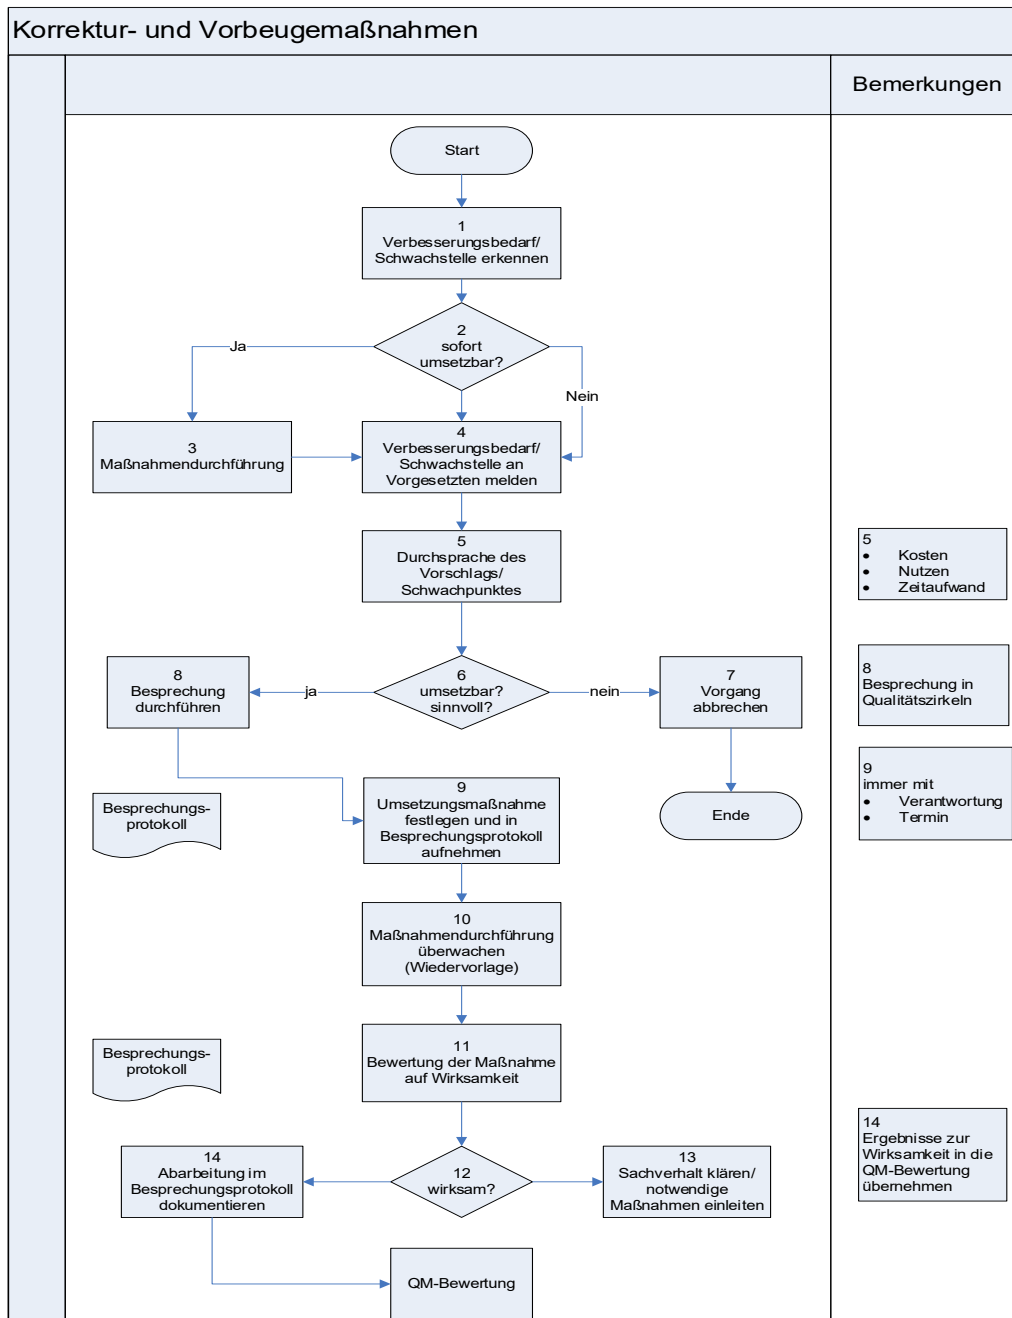 Korrektur- und Vorbeugemaßnahmen
Bemerkungen
Start
1
Verbesserungsbedarf/
Schwachstelle erkennen
2
sofort
umsetzbar?
Ja
Nein
3
Maßnahmendurchführung
4
Verbesserungsbedarf/
Schwachstelle an
Vorgesetzten melden
5
Durchsprache des
Vorschlags/
Schwachpunktes
5
• Kosten
• Nutzen
• Zeitaufwand
8
Besprechung
durchführen
ja
6
umsetzbar?
sinnvoll?
nein
7
Vorgang
abbrechen
8
Besprechung in
Qualitätszirkeln
Besprechungs-
protokoll
9
Umsetzungsmaßnahme
festlegen und in
Besprechungsprotokoll
aufnehmen
Ende
9
immer mit
• Verantwortung
• Termin
10
Maßnahmendurchführung
überwachen
(Wiedervorlage)
Besprechungs-
protokoll
11
Bewertung der Maßnahme
auf Wirksamkeit
14
Abarbeitung im
Besprechungsprotokoll
dokumentieren
12
wirksam?
13
Sachverhalt klären/
notwendige
Maßnahmen einleiten
14
Ergebnisse zur
Wirksamkeit in die
QM-Bewertung
übernehmen
QM-Bewertung